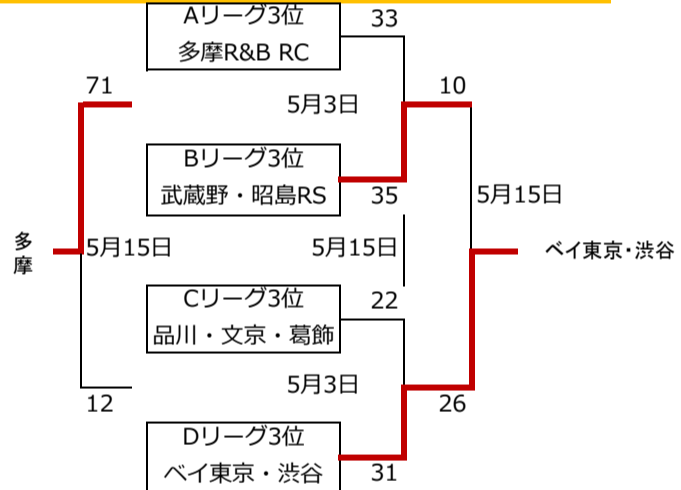 Aリーグ3位
33
多摩R&B RC
71
10
5月3日
Bリーグ3位
武蔵野・昭島RS
35
5月15日
多摩
5月15日
5月15日
ベイ東京・渋谷
Cリーグ3位
22
品川・文京・葛飾
5月3日
12
26
Dリーグ3位
ベイ東京・渋谷
31